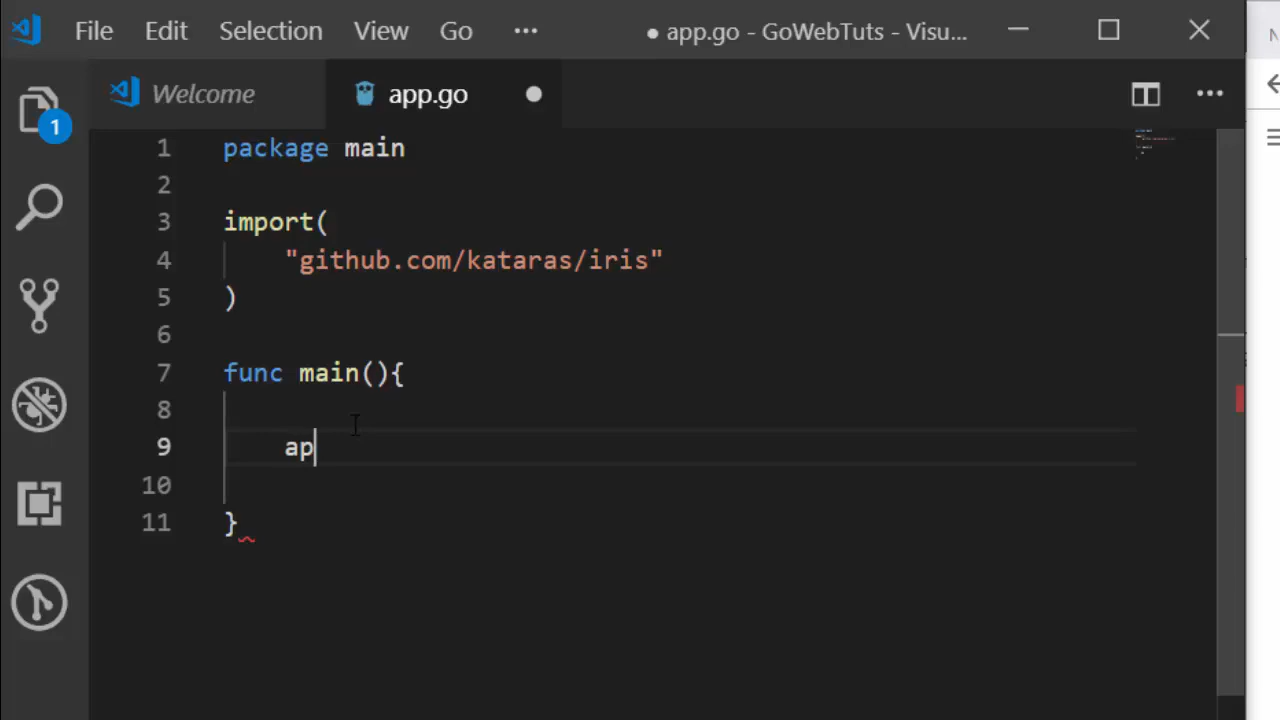 File Edit Selection View Go ··· ● app.go - GoWebTuts - Visu...
Welcome app.go
1
1 package main
2
3 import(
4 "github.com/kataras/iris"
5 )
6
7 func main(){
8
9 ap
10
11 }